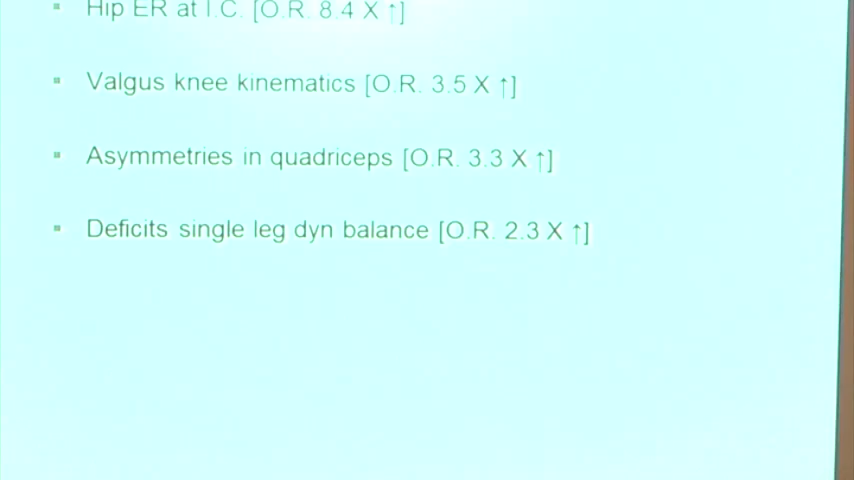 ▪ Hip ER at I.C. [O.R. 8.4 X ↑]
▪ Valgus knee kinematics [O.R. 3.5 X ↑]
▪ Asymmetries in quadriceps [O.R. 3.3 X ↑]
▪ Deficits single leg dyn balance [O.R. 2.3 X ↑]